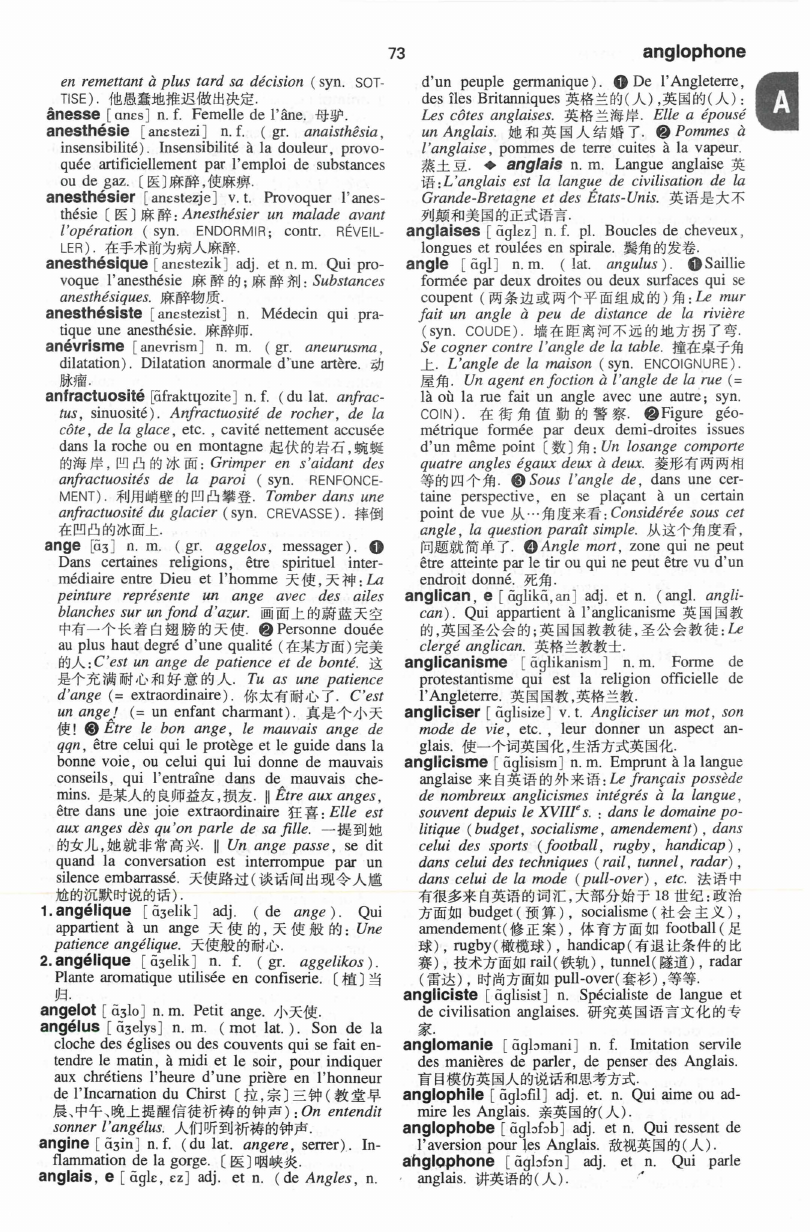 73
anglophone
en remettant à plus tard sa décision (syn. SOT-
TISE). 他愚蠢地推迟做出决定.
ânesse [ɑnɛs] n. f. Femelle de l'âne. 母驴.
anesthésie [anɛstezi] n. f. (gr. anaisthêsia,
insensibilité). Insensibilité à la douleur, provo-
quée artificiellement par l'emploi de substances
ou de gaz. 〔医〕麻醉,使麻痹.
anesthésier [anɛstezje] v. t. Provoquer l'anes-
thésie 〔医〕麻醉: Anesthésier un malade avant
l'opération (syn. ENDORMIR; contr. RÉVEIL-
LER). 在手术前为病人麻醉.
anesthésique [anɛstezik] adj. et n. m. Qui pro-
voque l'anesthésie 麻醉的;麻醉剂: Substances
anesthésiques. 麻醉物质.
anesthésiste [anɛstezist] n. Médecin qui pra-
tique une anesthésie. 麻醉师.
anévrisme [anevrism] n. m. (gr. aneurusma,
dilatation). Dilatation anormale d'une artère. 动
脉瘤.
anfractuosité [ɑ̃fraktɥozite] n. f. (du lat. anfrac-
tus, sinuosité). Anfractuosité de rocher, de la
côte, de la glace, etc., cavité nettement accusée
dans la roche ou en montagne 起伏的岩石,蜿蜒
的海岸,凹凸的冰面: Grimper en s'aidant des
anfractuosités de la paroi (syn. RENFONCE-
MENT). 利用峭壁的凹凸攀登. Tomber dans une
anfractuosité du glacier (syn. CREVASSE). 摔倒
在凹凸的冰面上.
ange [ɑ̃ʒ] n. m. (gr. aggelos, messager). ❶
Dans certaines religions, être spirituel inter-
médiaire entre Dieu et l'homme 天使,天神: La
peinture représente un ange avec des ailes
blanches sur un fond d'azur. 画面上的蔚蓝天空
中有一个长着白翅膀的天使. ❷ Personne douée
au plus haut degré d'une qualité (在某方面)完美
的人: C'est un ange de patience et de bonté. 这
是个充满耐心和好意的人. Tu as une patience
d'ange (= extraordinaire). 你太有耐心了. C'est
un ange! (= un enfant charmant). 真是个小天
使! ❸ Être le bon ange, le mauvais ange de
qqn, être celui qui le protège et le guide dans la
bonne voie, ou celui qui lui donne de mauvais
conseils, qui l'entraîne dans de mauvais che-
mins. 是某人的良师益友,损友. ‖ Être aux anges,
être dans une joie extraordinaire 狂喜: Elle est
aux anges dès qu'on parle de sa fille. 一提到她
的女儿,她就非常高兴. ‖ Un ange passe, se dit
quand la conversation est interrompue par un
silence embarrassé. 天使路过(谈话间出现令人尴
尬的沉默时说的话).
1. angélique [ɑ̃ʒelik] adj. (de ange). Qui
appartient à un ange 天使的,天使般的: Une
patience angélique. 天使般的耐心.
2. angélique [ɑ̃ʒelik] n. f. (gr. aggelikos).
Plante aromatique utilisée en confiserie. 〔植〕当
归.
angelot [ɑ̃ʒlo] n. m. Petit ange. 小天使.
angélus [ɑ̃ʒelys] n. m. (mot lat.). Son de la
cloche des églises ou des couvents qui se fait en-
tendre le matin, à midi et le soir, pour indiquer
aux chrétiens l'heure d'une prière en l'honneur
de l'Incarnation du Chirst 〔拉,宗〕三钟(教堂早
晨、中午、晚上提醒信徒祈祷的钟声): On entendit
sonner l'angélus. 人们听到祈祷的钟声.
angine [ɑ̃ʒin] n. f. (du lat. angere, serrer). In-
flammation de la gorge. 〔医〕咽峡炎.
anglais, e [ɑ̃glɛ, ɛz] adj. et n. (de Angles, n.
d'un peuple germanique). ❶ De l'Angleterre,
des îles Britanniques 英格兰的(人),英国的(人):
Les côtes anglaises. 英格兰海岸. Elle a épousé
un Anglais. 她和英国人结婚了. ❷ Pommes à
l'anglaise, pommes de terre cuites à la vapeur.
蒸土豆. ◆ anglais n. m. Langue anglaise 英
语: L'anglais est la langue de civilisation de la
Grande-Bretagne et des États-Unis. 英语是大不
列颠和美国的正式语言.
anglaises [ɑ̃glɛz] n. f. pl. Boucles de cheveux,
longues et roulées en spirale. 鬓角的发卷.
angle [ɑ̃gl] n. m. (lat. angulus). ❶ Saillie
formée par deux droites ou deux surfaces qui se
coupent (两条边或两个平面组成的)角: Le mur
fait un angle à peu de distance de la rivière
(syn. COUDE). 墙在距离河不远的地方拐了弯.
Se cogner contre l'angle de la table. 撞在桌子角
上. L'angle de la maison (syn. ENCOIGNURE).
屋角. Un agent en foction à l'angle de la rue (=
là où la rue fait un angle avec une autre; syn.
COIN). 在街角值勤的警察. ❷ Figure géo-
métrique formée par deux demi-droites issues
d'un même point 〔数〕角: Un losange comporte
quatre angles égaux deux à deux. 菱形有两两相
等的四个角. ❸ Sous l'angle de, dans une cer-
taine perspective, en se plaçant à un certain
point de vue 从…角度来看: Considérée sous cet
angle, la question paraît simple. 从这个角度看,
问题就简单了. ❹ Angle mort, zone qui ne peut
être atteinte par le tir ou qui ne peut être vu d'un
endroit donné. 死角.
anglican, e [ɑ̃glikɑ̃, an] adj. et n. (angl. angli-
can). Qui appartient à l'anglicanisme 英国国教
的,英国圣公会的;英国国教教徒,圣公会教徒: Le
clergé anglican. 英格兰教教士.
anglicanisme [ɑ̃glikanism] n. m. Forme de
protestantisme qui est la religion officielle de
l'Angleterre. 英国国教,英格兰教.
angliciser [ɑ̃glisize] v. t. Angliciser un mot, son
mode de vie, etc., leur donner un aspect an-
glais. 使一个词英国化,生活方式英国化.
anglicisme [ɑ̃glisism] n. m. Emprunt à la langue
anglaise 来自英语的外来语: Le français possède
de nombreux anglicismes intégrés à la langue,
souvent depuis le XVIIIe s. : dans le domaine po-
litique (budget, socialisme, amendement), dans
celui des sports (football, rugby, handicap),
dans celui des techniques (rail, tunnel, radar),
dans celui de la mode (pull-over), etc. 法语中
有很多来自英语的词汇,大部分始于 18 世纪:政治
方面如 budget(预算), socialisme(社会主义),
amendement(修正案), 体育方面如 football(足
球), rugby(橄榄球), handicap(有退让条件的比
赛), 技术方面如 rail(铁轨), tunnel(隧道), radar
(雷达), 时尚方面如 pull-over(套衫),等等.
angliciste [ɑ̃glisist] n. Spécialiste de langue et
de civilisation anglaises. 研究英国语言文化的专
家.
anglomanie [ɑ̃glɔmani] n. f. Imitation servile
des manières de parler, de penser des Anglais.
盲目模仿英国人的说话和思考方式.
anglophile [ɑ̃glɔfil] adj. et. n. Qui aime ou ad-
mire les Anglais. 亲英国的(人).
anglophobe [ɑ̃glɔfɔb] adj. et n. Qui ressent de
l'aversion pour les Anglais. 敌视英国的(人).
anglophone [ɑ̃glɔfɔn] adj. et n. Qui parle
anglais. 讲英语的(人).
A